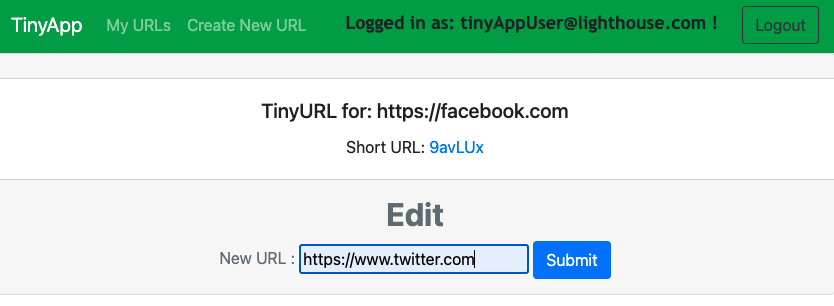 TinyApp My URLs Create New URL Logged in as: tinyAppUser@lighthouse.com ! Logout
TinyURL for: https://facebook.com
Short URL: 9avLUx
Edit
New URL : https://www.twitter.com Submit